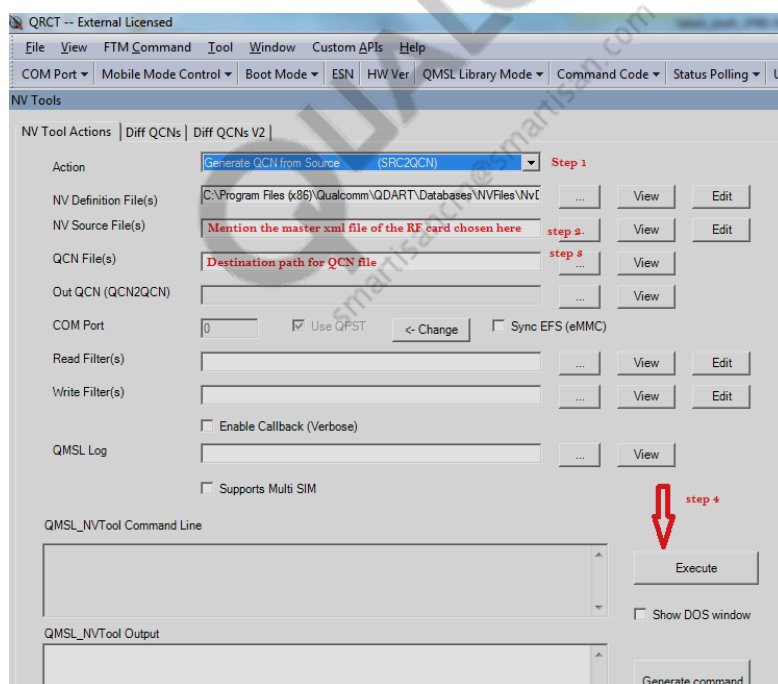 QRCT -- External Licensed
File View FTM Command Tool Window Custom APIs Help
COM Port Mobile Mode Control Boot Mode ESN HW Ver QMSL Library Mode Command Code Status Polling
NV Tools
NV Tool Actions Diff QCNs Diff QCNs V2
Action Generate QCN from Source (SRC2QCN) Step 1
NV Definition File(s) C:\Program Files (x86)\Qualcomm\QDART\Databases\NVFiles\NvD ... View Edit
NV Source File(s) Mention the master xml file of the RF card chosen here step 2. View Edit
QCN File(s) Destination path for QCN file step 3 ... View
Out QCN (QCN2QCN) ... View
COM Port 0 Use QPST <- Change Sync EFS (eMMC)
Read Filter(s) ... View Edit
Write Filter(s) ... View Edit
Enable Callback (Verbose)
QMSL Log ... View
Supports Multi SIM
step 4
QMSL_NVTool Command Line
Execute
Show DOS window
QMSL_NVTool Output
Generate command
smartisancm@smartisan.com